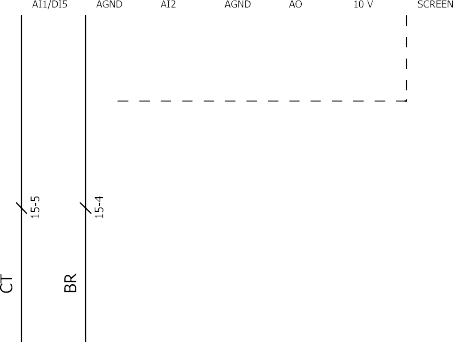 AI1/DI5 AGND AI2 AGND AO 10 V SCREEN
15-5 15-4
CT BR